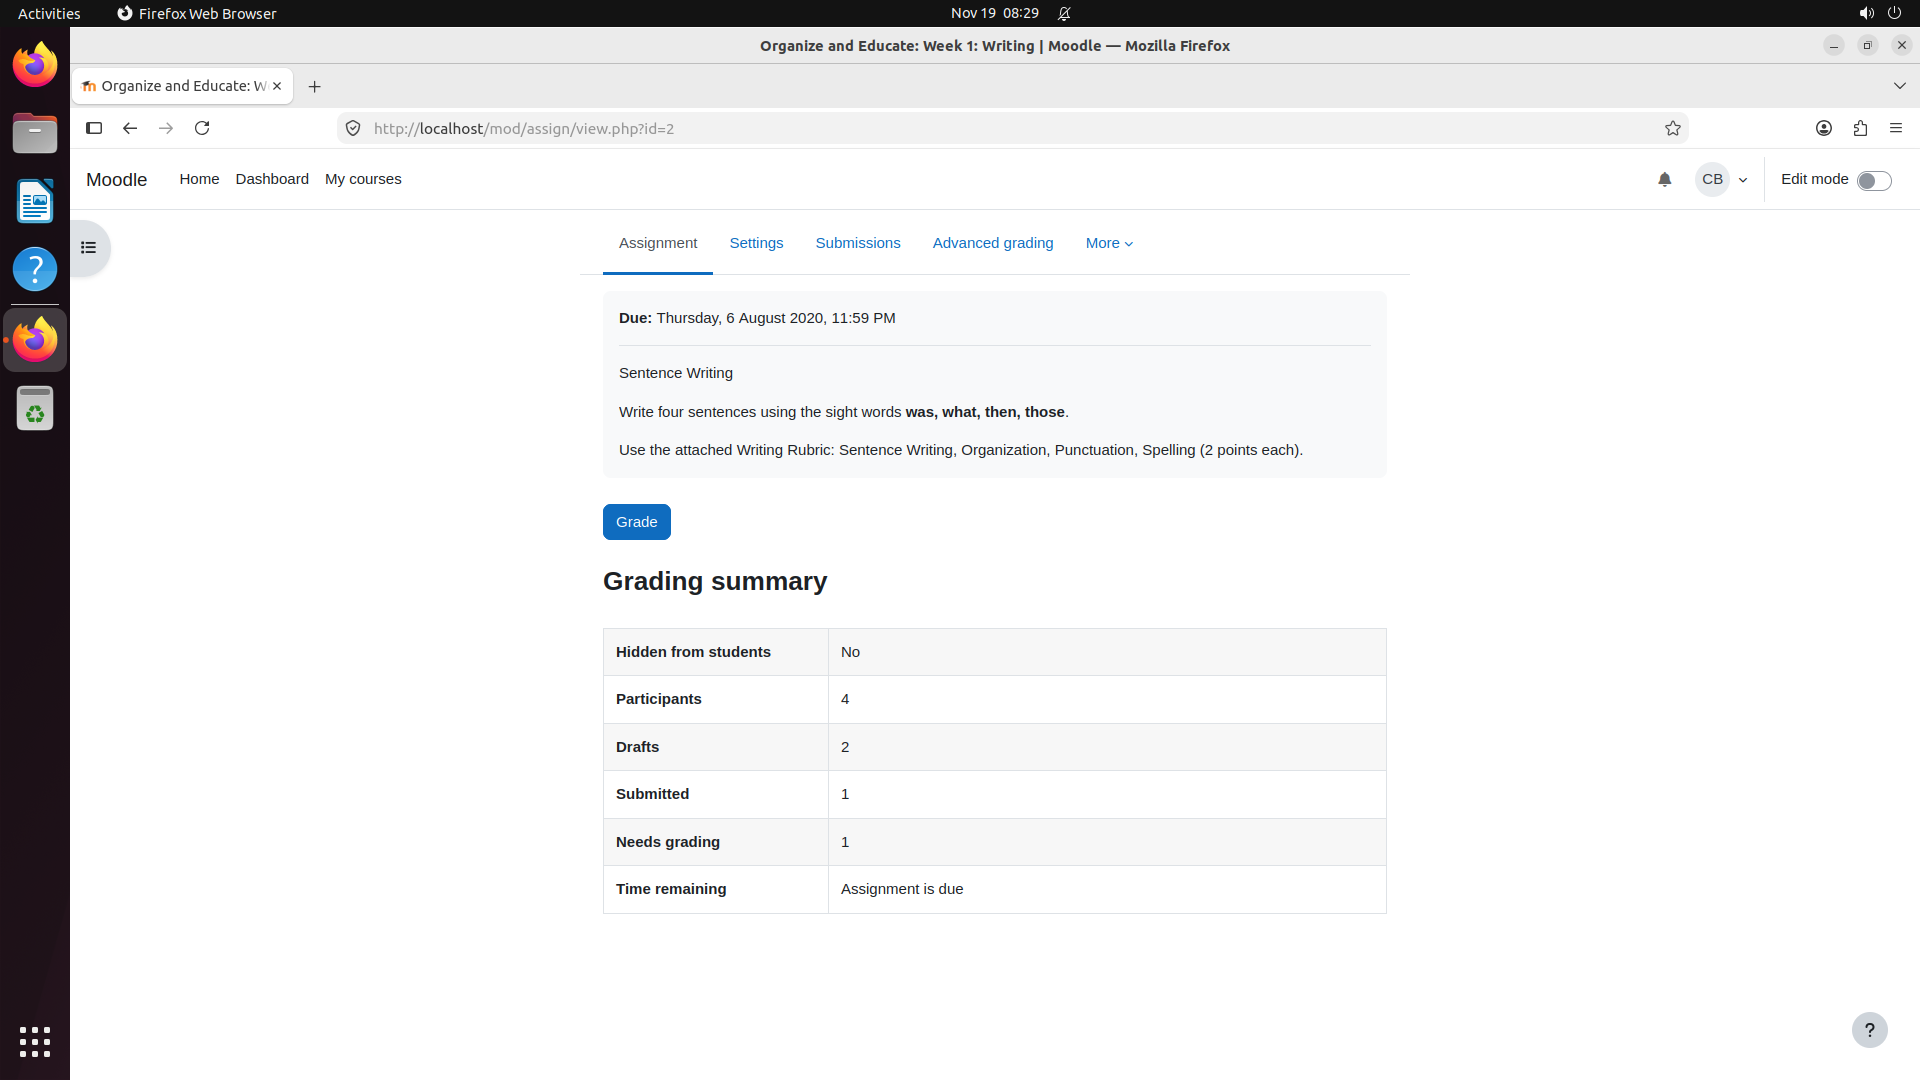 Activities
Firefox Web Browser
Nov 19 08:29
Organize and Educate: Week 1: Writing | Moodle — Mozilla Firefox
Organize and Educate: W
http://localhost/mod/assign/view.php?id=2
Moodle
Home
Dashboard
My courses
CB
Edit mode
Assignment
Settings
Submissions
Advanced grading
More
Due: Thursday, 6 August 2020, 11:59 PM
Sentence Writing
Write four sentences using the sight words was, what, then, those.
Use the attached Writing Rubric: Sentence Writing, Organization, Punctuation, Spelling (2 points each).
Grade
Grading summary
Hidden from students No
Participants 4
Drafts 2
Submitted 1
Needs grading 1
Time remaining Assignment is due
?